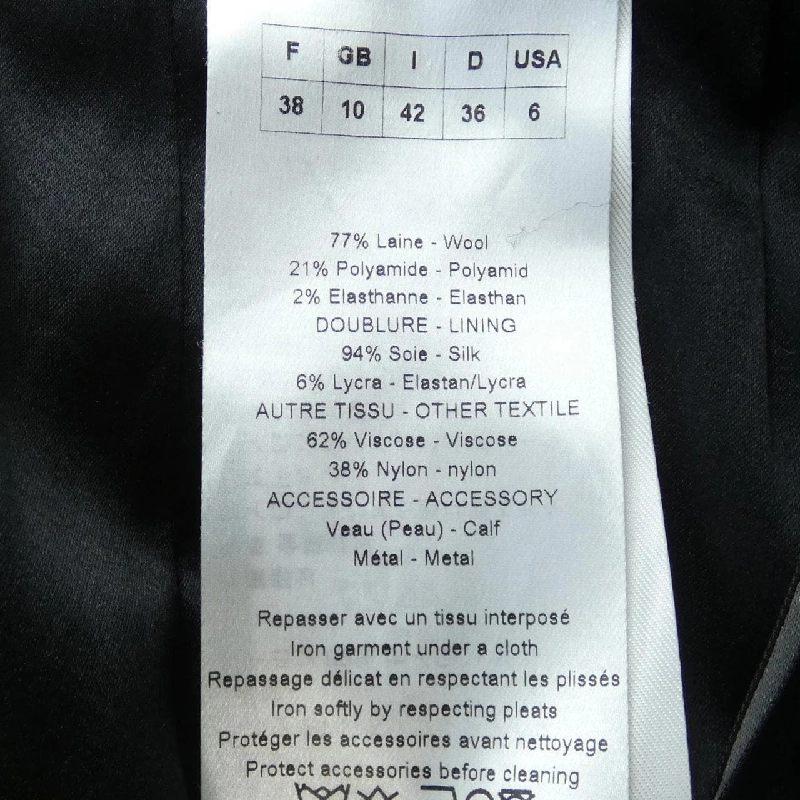 F GB I D USA
38 10 42 36 6
77% Laine - Wool
21% Polyamide - Polyamid
2% Elasthanne - Elasthan
DOUBLURE - LINING
94% Soie - Silk
6% Lycra - Elastan/Lycra
AUTRE TISSU - OTHER TEXTILE
62% Viscose - Viscose
38% Nylon - nylon
ACCESSOIRE - ACCESSORY
Veau (Peau) - Calf
Métal - Metal
Repasser avec un tissu interposé
Iron garment under a cloth
Repassage délicat en respectant les plissés
Iron softly by respecting pleats
Protéger les accessoires avant nettoyage
Protect accessories before cleaning